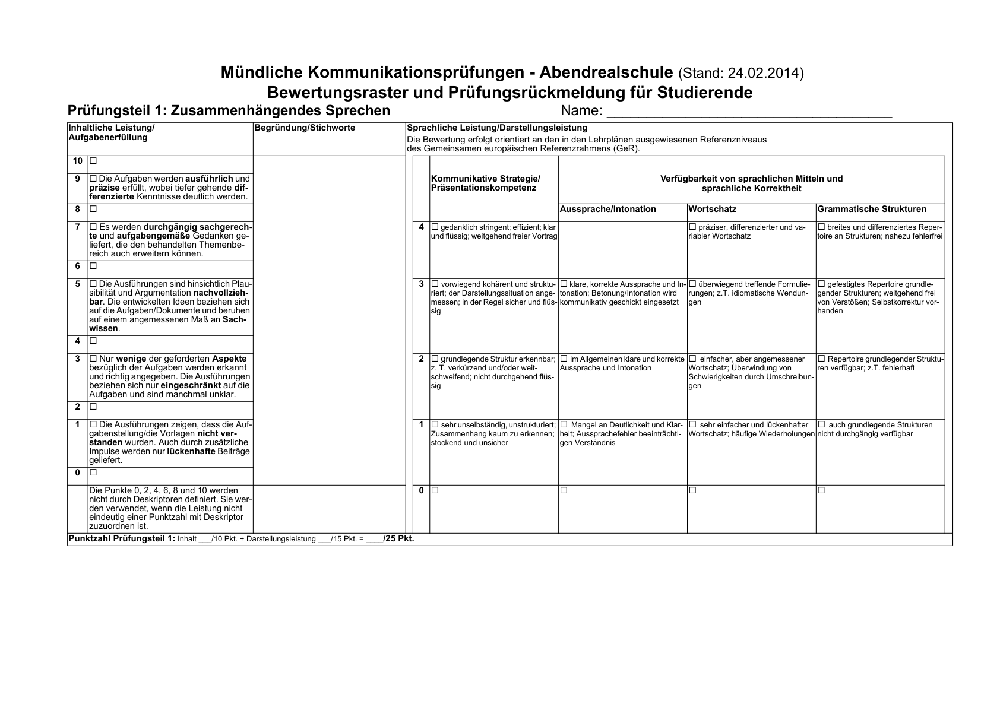 Mündliche Kommunikationsprüfungen - Abendrealschule (Stand: 24.02.2014)
Bewertungsraster und Prüfungsrückmeldung für Studierende
Prüfungsteil 1: Zusammenhängendes Sprechen
Name: ____________________________________
Inhaltliche Leistung/
Aufgabenerfüllung
Begründung/Stichworte
10 ☐
9 ☐ Die Aufgaben werden ausführlich und
präzise erfüllt, wobei tiefer gehende dif-
ferenzierte Kenntnisse deutlich werden.
8 ☐
7 ☐ Es werden durchgängig sachgerech-
te und aufgabengemäße Gedanken ge-
liefert, die den behandelten Themenbe-
reich auch erweitern können.
6 ☐
5 ☐ Die Ausführungen sind hinsichtlich Plau-
sibilität und Argumentation nachvollzieh-
bar. Die entwickelten Ideen beziehen sich
auf die Aufgaben/Dokumente und beruhen
auf einem angemessenen Maß an Sach-
wissen.
4 ☐
3 ☐ Nur wenige der geforderten Aspekte
bezüglich der Aufgaben werden erkannt
und richtig angegeben. Die Ausführungen
beziehen sich nur eingeschränkt auf die
Aufgaben und sind manchmal unklar.
2 ☐
1 ☐ Die Ausführungen zeigen, dass die Auf-
gabenstellung/die Vorlagen nicht ver-
standen wurden. Auch durch zusätzliche
Impulse werden nur lückenhafte Beiträge
geliefert.
0 ☐
Die Punkte 0, 2, 4, 6, 8 und 10 werden
nicht durch Deskriptoren definiert. Sie wer-
den verwendet, wenn die Leistung nicht
eindeutig einer Punktzahl mit Deskriptor
zuzuordnen ist.
Sprachliche Leistung/Darstellungsleistung
Die Bewertung erfolgt orientiert an den in den Lehrplänen ausgewiesenen Referenzniveaus
des Gemeinsamen europäischen Referenzrahmens (GeR).
Kommunikative Strategie/
Präsentationskompetenz
Verfügbarkeit von sprachlichen Mitteln und
sprachliche Korrektheit
Aussprache/Intonation
Wortschatz
Grammatische Strukturen
4
☐ gedanklich stringent; effizient; klar
und flüssig; weitgehend freier Vortrag
☐ präziser, differenzierter und va-
riabler Wortschatz
☐ breites und differenziertes Reper-
toire an Strukturen; nahezu fehlerfrei
3
☐ vorwiegend kohärent und struktu-
riert; der Darstellungssituation ange-
messen; in der Regel sicher und flüs-
sig
☐ klare, korrekte Aussprache und In-
tonation; Betonung/Intonation wird
kommunikativ geschickt eingesetzt
☐ überwiegend treffende Formulie-
rungen; z.T. idiomatische Wendun-
gen
☐ gefestigtes Repertoire grundle-
gender Strukturen; weitgehend frei
von Verstößen; Selbstkorrektur vor-
handen
2
☐ grundlegende Struktur erkennbar;
z. T. verkürzend und/oder weit-
schweifend; nicht durchgehend flüs-
sig
☐ im Allgemeinen klare und korrekte
Aussprache und Intonation
☐ einfacher, aber angemessener
Wortschatz; Überwindung von
Schwierigkeiten durch Umschreibun-
gen
☐ Repertoire grundlegender Struktu-
ren verfügbar; z.T. fehlerhaft
1
☐ sehr unselbständig, unstrukturiert;
Zusammenhang kaum zu erkennen;
stockend und unsicher
☐ Mangel an Deutlichkeit und Klar-
heit; Aussprachefehler beeinträchti-
gen Verständnis
☐ sehr einfacher und lückenhafter
Wortschatz; häufige Wiederholungen
☐ auch grundlegende Strukturen
nicht durchgängig verfügbar
0 ☐ ☐ ☐ ☐
Punktzahl Prüfungsteil 1: Inhalt ___/10 Pkt. + Darstellungsleistung ___/15 Pkt. = ____/25 Pkt.